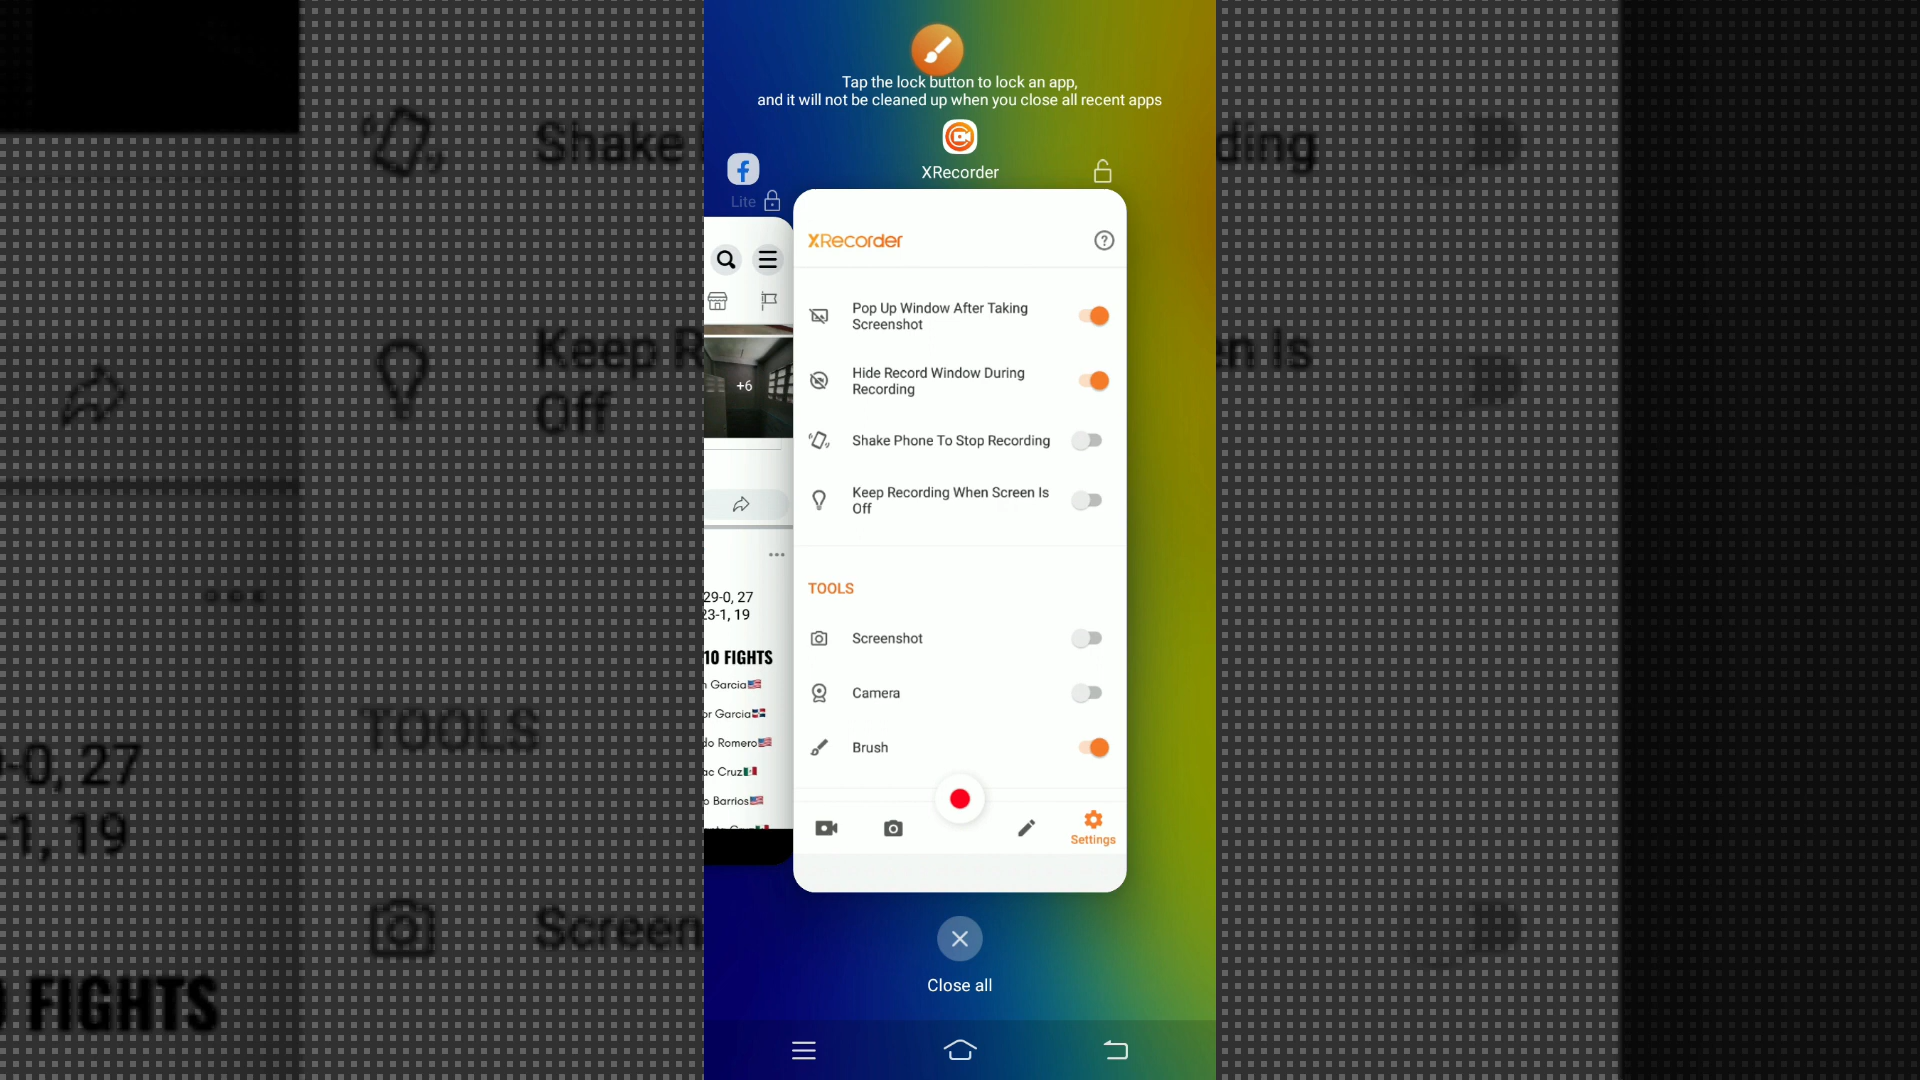 Tap the lock button to lock an app,
and it will not be cleaned up when you close all recent apps
XRecorder
Lite
XRecorder
Pop Up Window After Taking
Screenshot
Hide Record Window During
Recording
Shake Phone To Stop Recording
Keep Recording When Screen Is
Off
TOOLS
Screenshot
Camera
Brush
Settings
+6
29-0, 27
23-1, 19
10 FIGHTS
Garcia
or Garcia
do Romero
ac Cruz
o Barrios
Close all
Shake
ding
Keep R
en Is
Off
-0, 27
-1, 19
TOOLS
Screen
FIGHTS